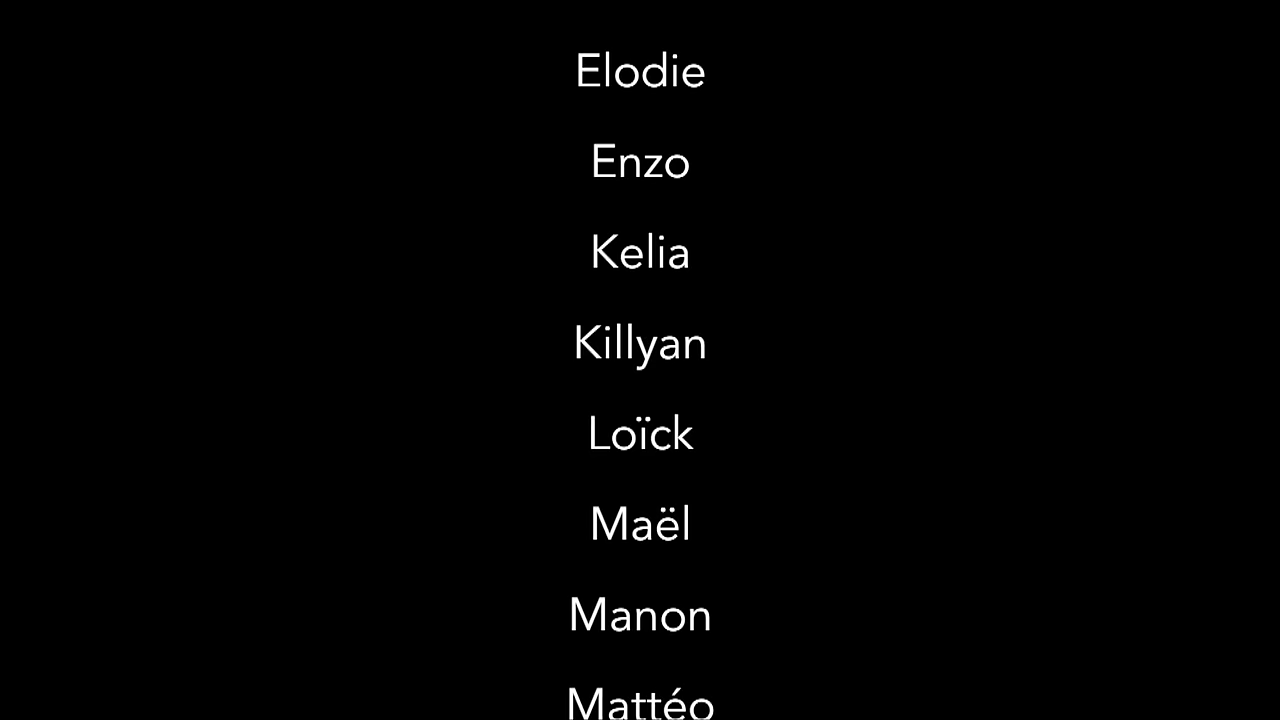 Elodie
Enzo
Kelia
Killyan
Loïck
Maël
Manon
Mattéo